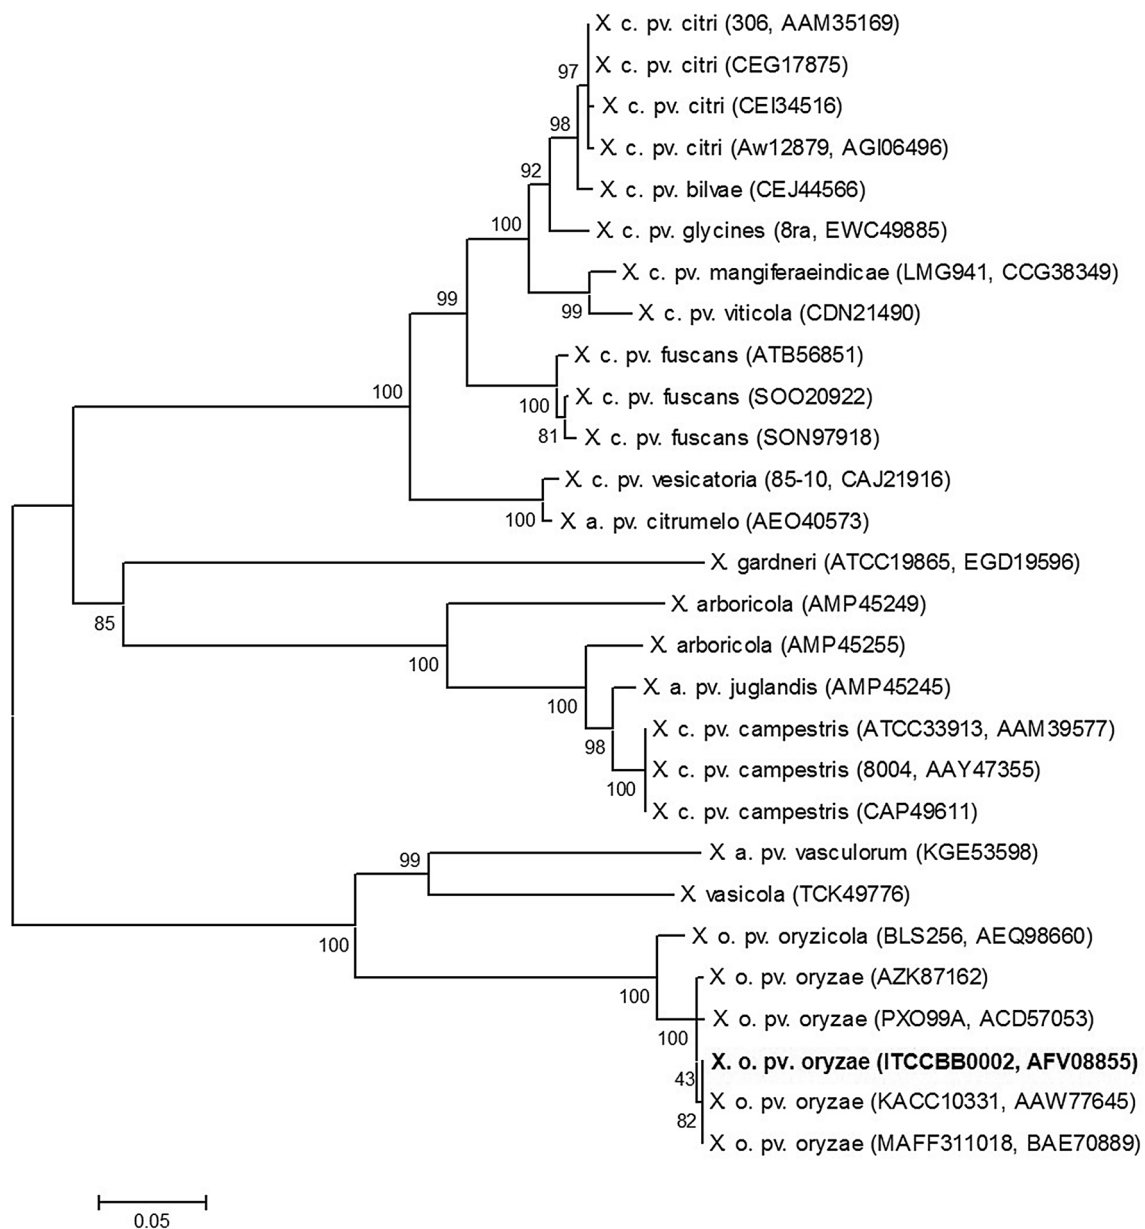 X. c. pv. citri (306, AAM35169)
X. c. pv. citri (CEG17875)
97
X. c. pv. citri (CEI34516)
98
X. c. pv. citri (Aw12879, AGI06496)
92
X. c. pv. bilvae (CEJ44566)
100
X. c. pv. glycines (8ra, EWC49885)
X. c. pv. mangiferaeindicae (LMG941, CCG38349)
99
99
X. c. pv. viticola (CDN21490)
X. c. pv. fuscans (ATB56851)
100
X. c. pv. fuscans (SOO20922)
100
81
X. c. pv. fuscans (SON97918)
X. c. pv. vesicatoria (85-10, CAJ21916)
100
X. a. pv. citrumelo (AEO40573)
X. gardneri (ATCC19865, EGD19596)
X. arboricola (AMP45249)
85
X. arboricola (AMP45255)
100
X. a. pv. juglandis (AMP45245)
100
X. c. pv. campestris (ATCC33913, AAM39577)
98
X. c. pv. campestris (8004, AAY47355)
100
X. c. pv. campestris (CAP49611)
X. a. pv. vasculorum (KGE53598)
99
X. vasicola (TCK49776)
X. o. pv. oryzicola (BLS256, AEQ98660)
100
X. o. pv. oryzae (AZK87162)
100
X. o. pv. oryzae (PXO99A, ACD57053)
100
X. o. pv. oryzae (ITCCBB0002, AFV08855)
43
X. o. pv. oryzae (KACC10331, AAW77645)
82
X. o. pv. oryzae (MAFF311018, BAE70889)
0.05